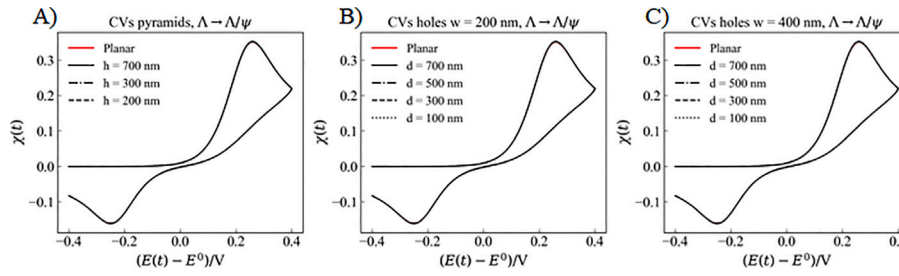 A)
CVs pyramids, Λ → Λ/ψ
χ(t)
0.3
0.2
0.1
0.0
−0.1
Planar
h = 700 nm
h = 300 nm
h = 200 nm
−0.4 −0.2 0.0 0.2 0.4
(E(t) − E⁰)/V
B)
CVs holes w = 200 nm, Λ → Λ/ψ
χ(t)
0.3
0.2
0.1
0.0
−0.1
Planar
d = 700 nm
d = 500 nm
d = 300 nm
d = 100 nm
−0.4 −0.2 0.0 0.2 0.4
(E(t) − E⁰)/V
C)
CVs holes w = 400 nm, Λ → Λ/ψ
χ(t)
0.3
0.2
0.1
0.0
−0.1
Planar
d = 700 nm
d = 500 nm
d = 300 nm
d = 100 nm
−0.4 −0.2 0.0 0.2 0.4
(E(t) − E⁰)/V